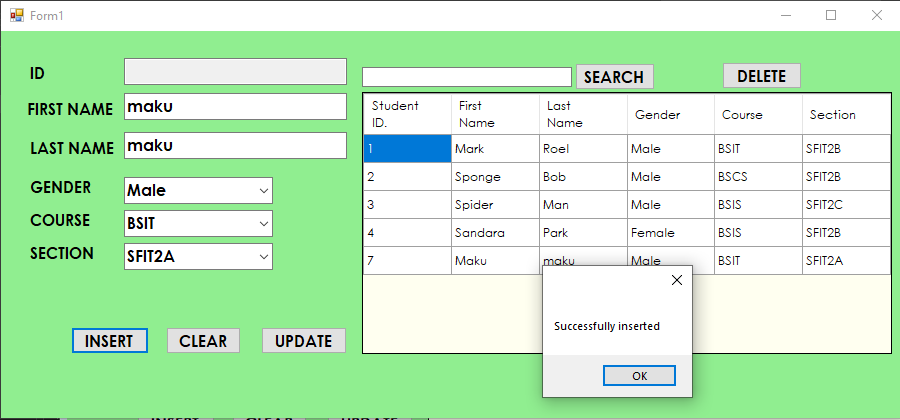 Form1
ID
FIRST NAME maku
LAST NAME maku
GENDER Male
COURSE BSIT
SECTION SFIT2A
INSERT CLEAR UPDATE
SEARCH DELETE
Student ID. First Name Last Name Gender Course Section
1 Mark Roel Male BSIT SFIT2B
2 Sponge Bob Male BSCS SFIT2B
3 Spider Man Male BSIS SFIT2C
4 Sandara Park Female BSIS SFIT2B
7 Maku maku Male BSIT SFIT2A
Successfully inserted
OK